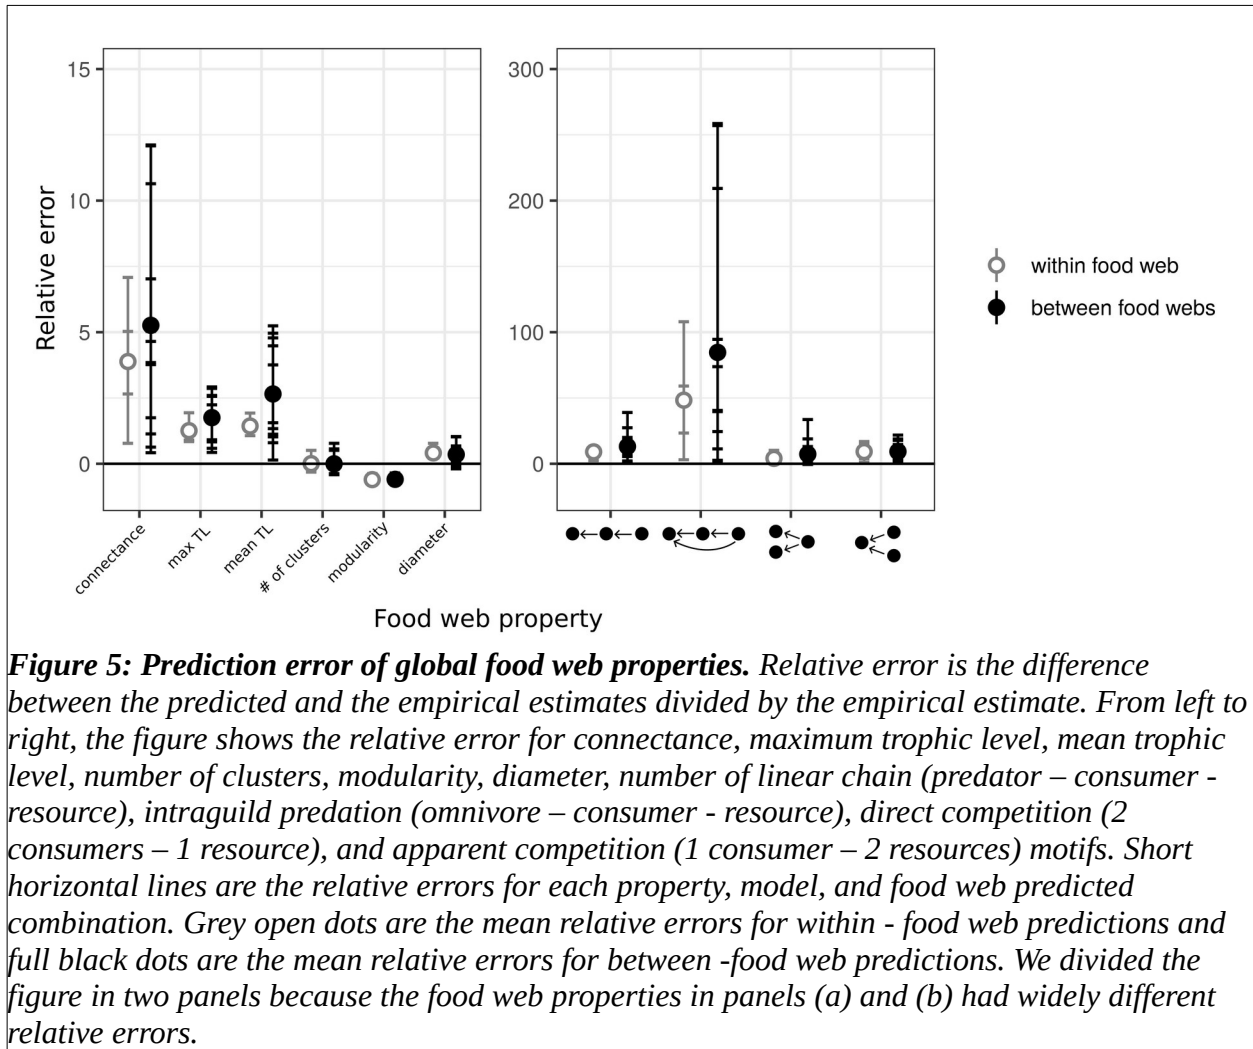 15
10
5
0
Relative error
connectance
max TL
mean TL
# of clusters
modularity
diameter
300
200
100
0
within food web
between food webs
Food web property
Figure 5: Prediction error of global food web properties. Relative error is the difference
between the predicted and the empirical estimates divided by the empirical estimate. From left to
right, the figure shows the relative error for connectance, maximum trophic level, mean trophic
level, number of clusters, modularity, diameter, number of linear chain (predator – consumer -
resource), intraguild predation (omnivore – consumer - resource), direct competition (2
consumers – 1 resource), and apparent competition (1 consumer – 2 resources) motifs. Short
horizontal lines are the relative errors for each property, model, and food web predicted
combination. Grey open dots are the mean relative errors for within - food web predictions and
full black dots are the mean relative errors for between -food web predictions. We divided the
figure in two panels because the food web properties in panels (a) and (b) had widely different
relative errors.